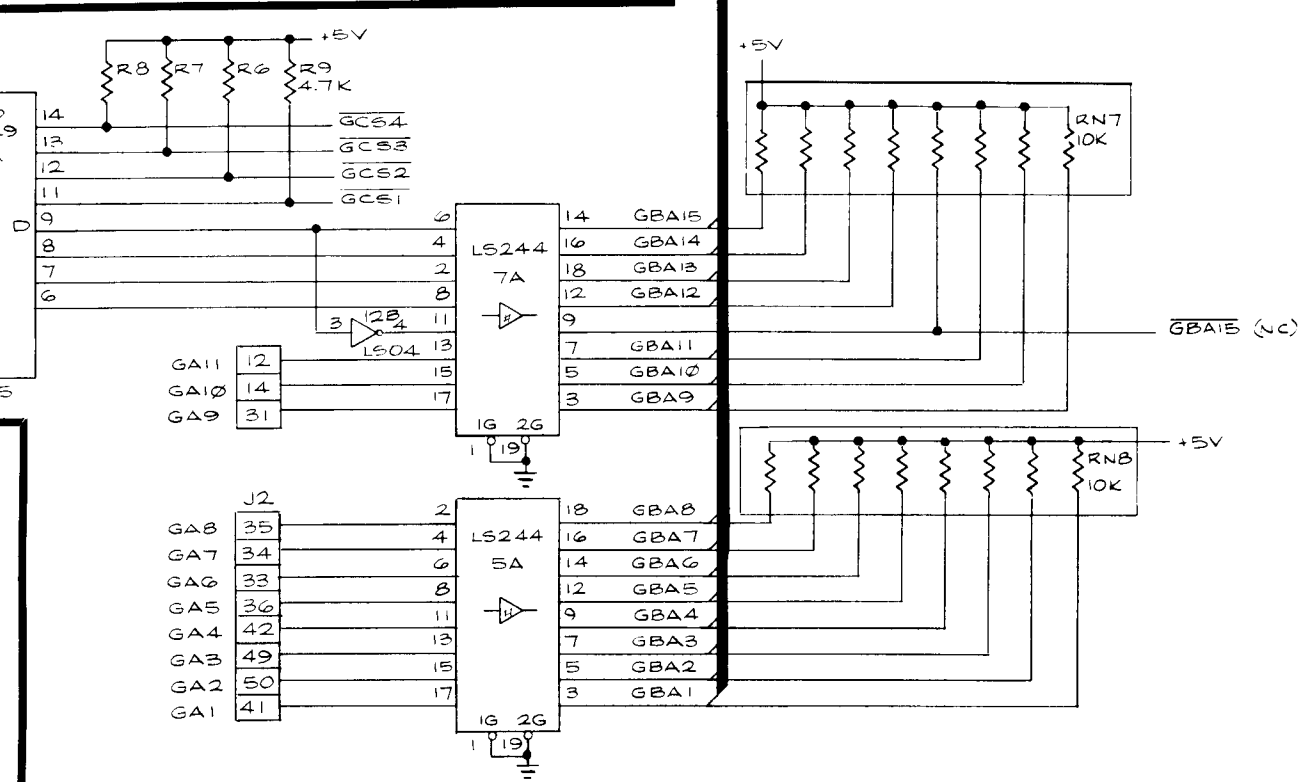 +5V
R8
R7
R6
R9
4.7K
9
14
13
12
11
9
8
7
6
D
5
GCS4
GCS3
GCS2
GCS1
6
4
2
8
11
13
15
17
3
12B
4
LS04
GA11 12
GA1Ø 14
GA9 31
LS244
7A
1G 2G
1 19
14 GBA15
16 GBA14
18 GBA13
12 GBA12
9
7 GBA11
5 GBA1Ø
3 GBA9
+5V
RN7
10K
GBA15 (NC)
J2
GA8 35
GA7 34
GA6 33
GA5 36
GA4 42
GA3 49
GA2 50
GA1 41
2
4
6
8
11
13
15
17
LS244
5A
1G 2G
1 19
18 GBA8
16 GBA7
14 GBA6
12 GBA5
9 GBA4
7 GBA3
5 GBA2
3 GBA1
+5V
RN8
10K